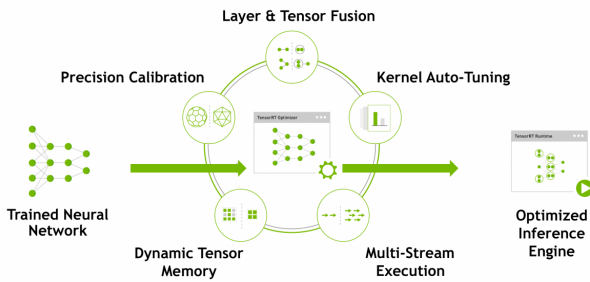 Layer & Tensor Fusion
Precision Calibration
Kernel Auto-Tuning
TensorRT Optimizer
TensorRT Runtime
Trained Neural
Network
Optimized
Inference
Engine
Dynamic Tensor
Memory
Multi-Stream
Execution